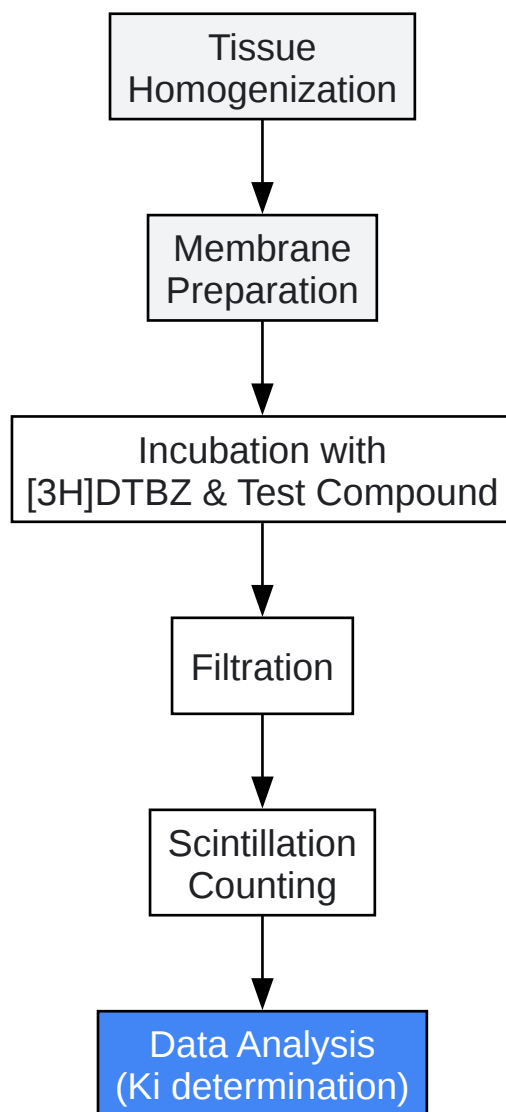 Tissue
Homogenization
Membrane
Preparation
Incubation with
[3H]DTBZ & Test Compound
Filtration
Scintillation
Counting
Data Analysis
(Ki determination)